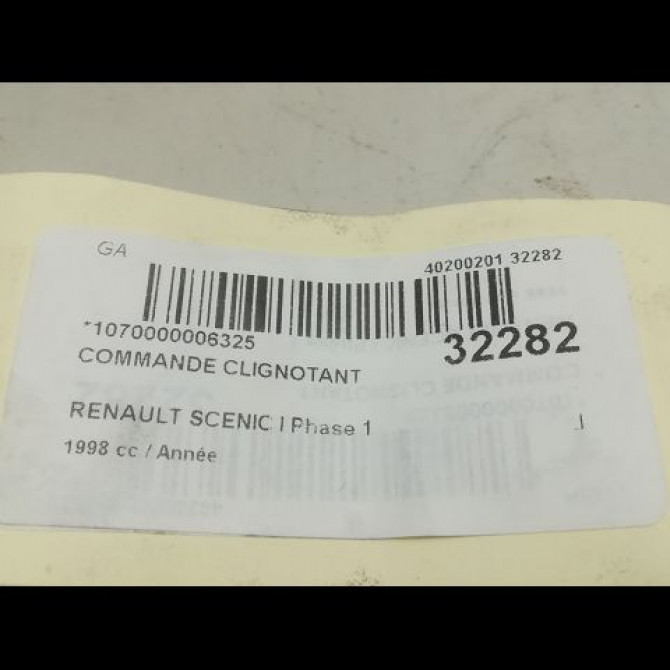 GA
40200201 32282
*1070000006325
32282
COMMANDE CLIGNOTANT
RENAULT SCENIC I Phase 1
1998 cc / Année